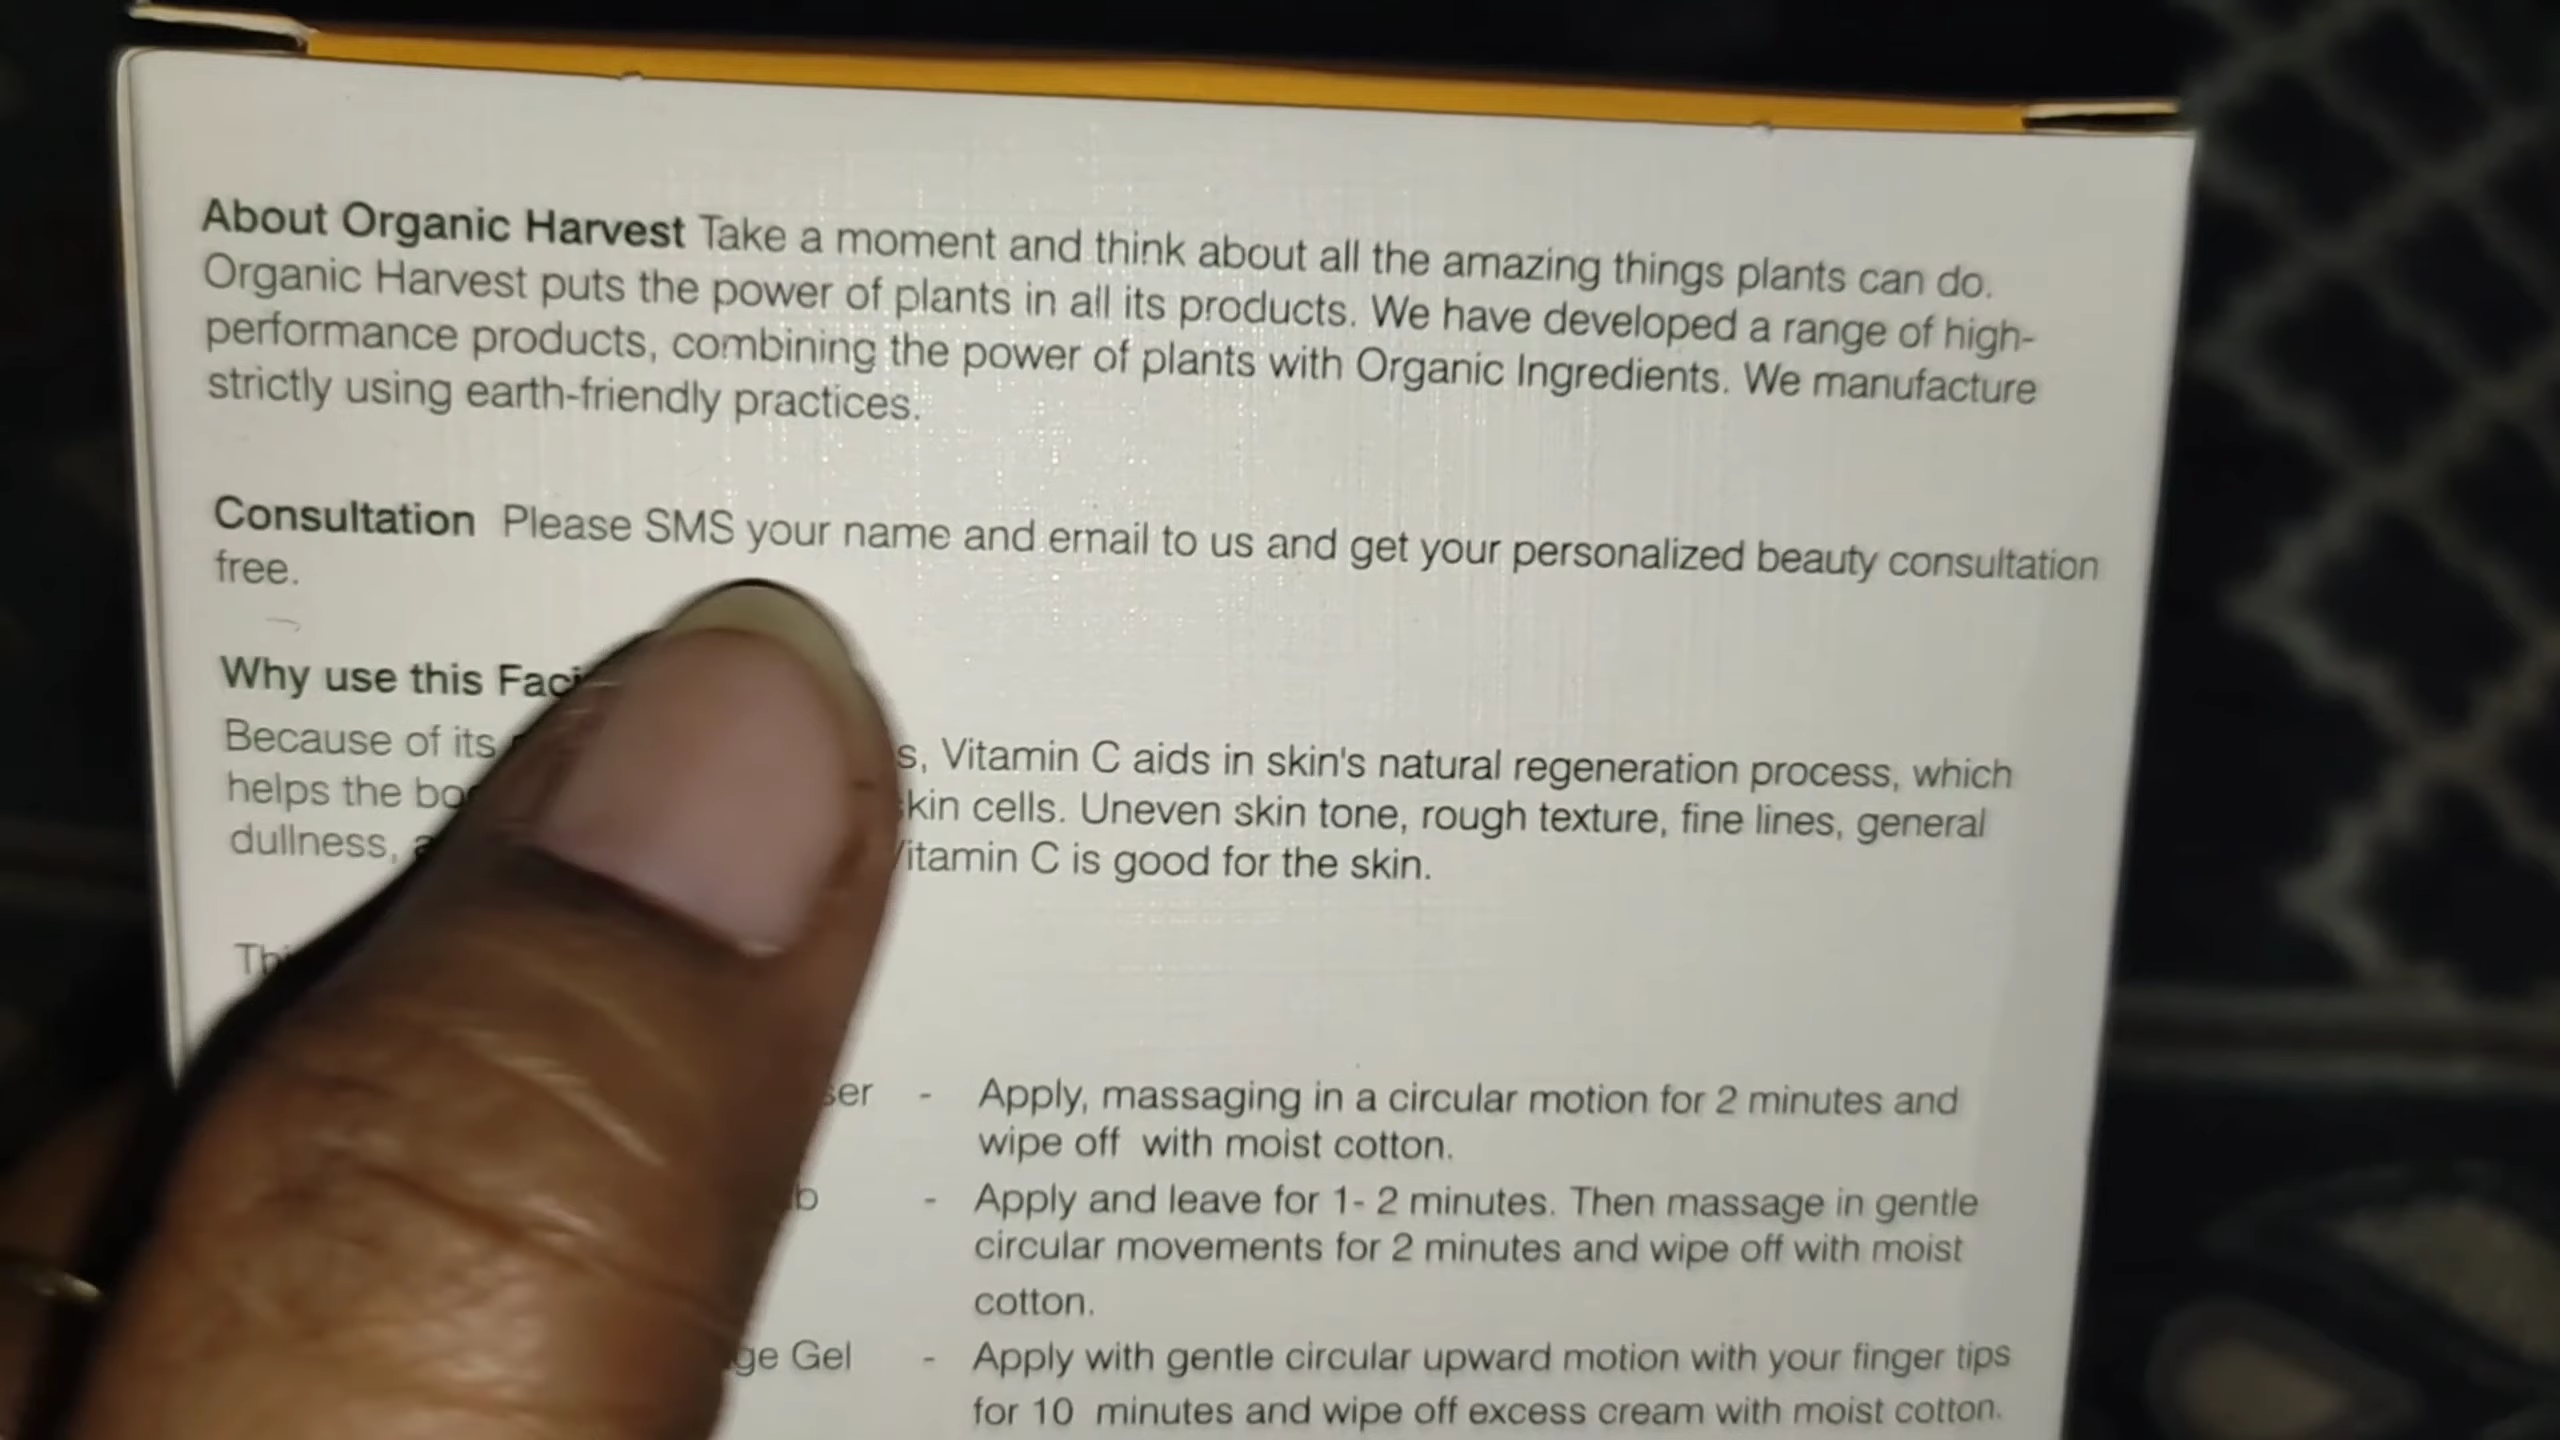 About Organic Harvest Take a moment and think about all the amazing things plants can do.
Organic Harvest puts the power of plants in all its products. We have developed a range of high-
performance products, combining the power of plants with Organic Ingredients. We manufacture
strictly using earth-friendly practices.
Consultation Please SMS your name and email to us and get your personalized beauty consultation
free.
Why use this
Because of its Vitamin C aids in skin's natural regeneration process, which
helps the cells. Uneven skin tone, rough texture, fine lines, general
dullness, Vitamin C is good for the skin.
- Apply, massaging in a circular motion for 2 minutes and
wipe off with moist cotton.
- Apply and leave for 1- 2 minutes. Then massage in gentle
circular movements for 2 minutes and wipe off with moist
cotton.
Gel - Apply with gentle circular upward motion with your finger tips
for 10 minutes and wipe off excess cream with moist cotton.